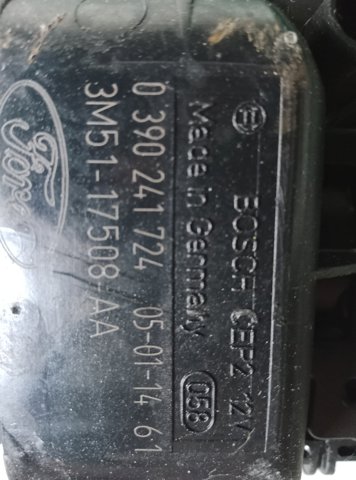 BOSCH CEP2 12V
Made in Germany 058
0 390 241 724 05-01-14 61
3M51-17508-AA
Ford